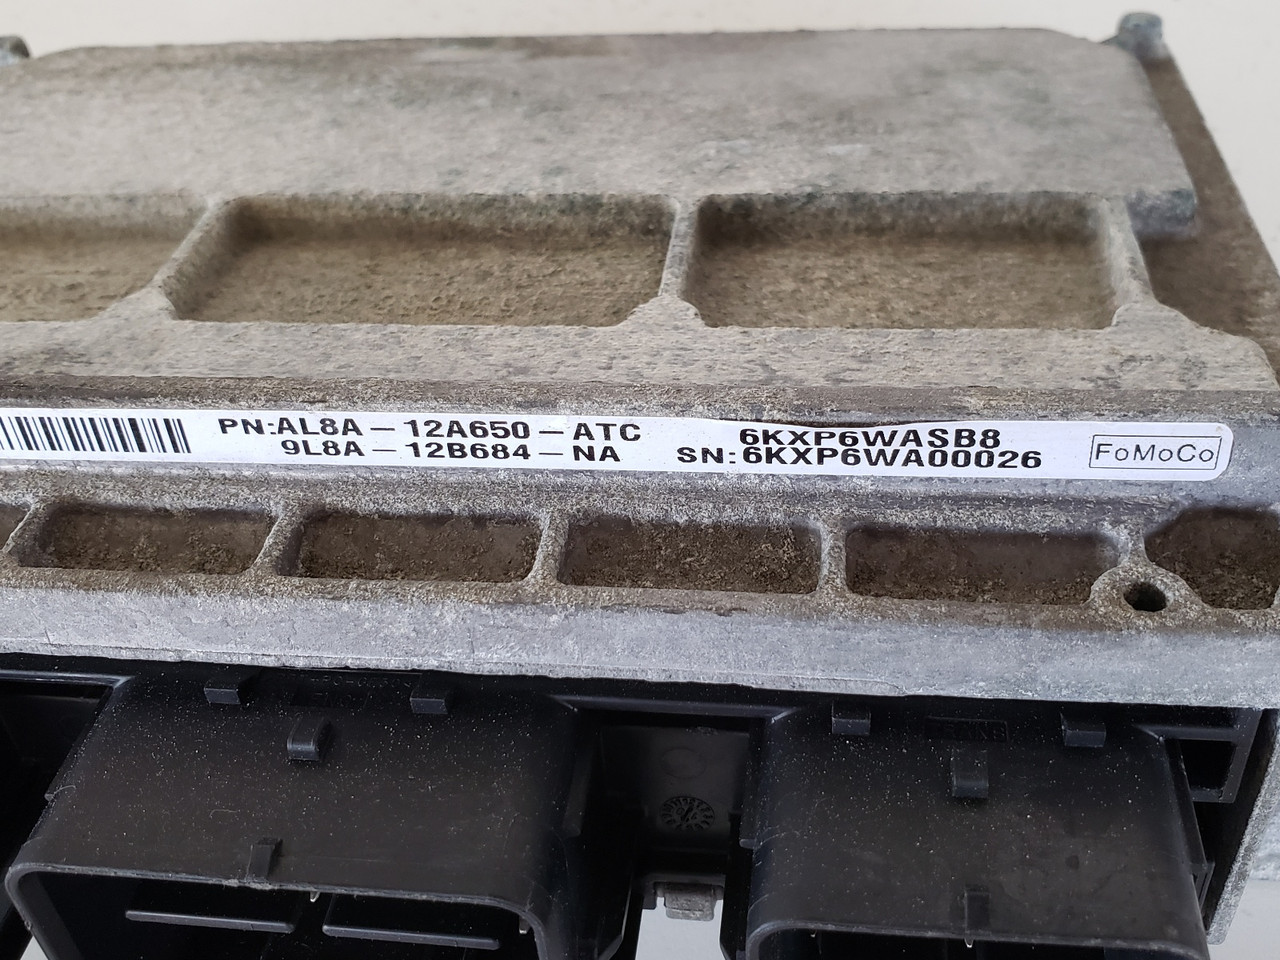 PN:AL8A-12A650-ATC
9L8A-12B684-NA
6KXP6WASB8
SN:6KXP6WA00026
FoMoCo